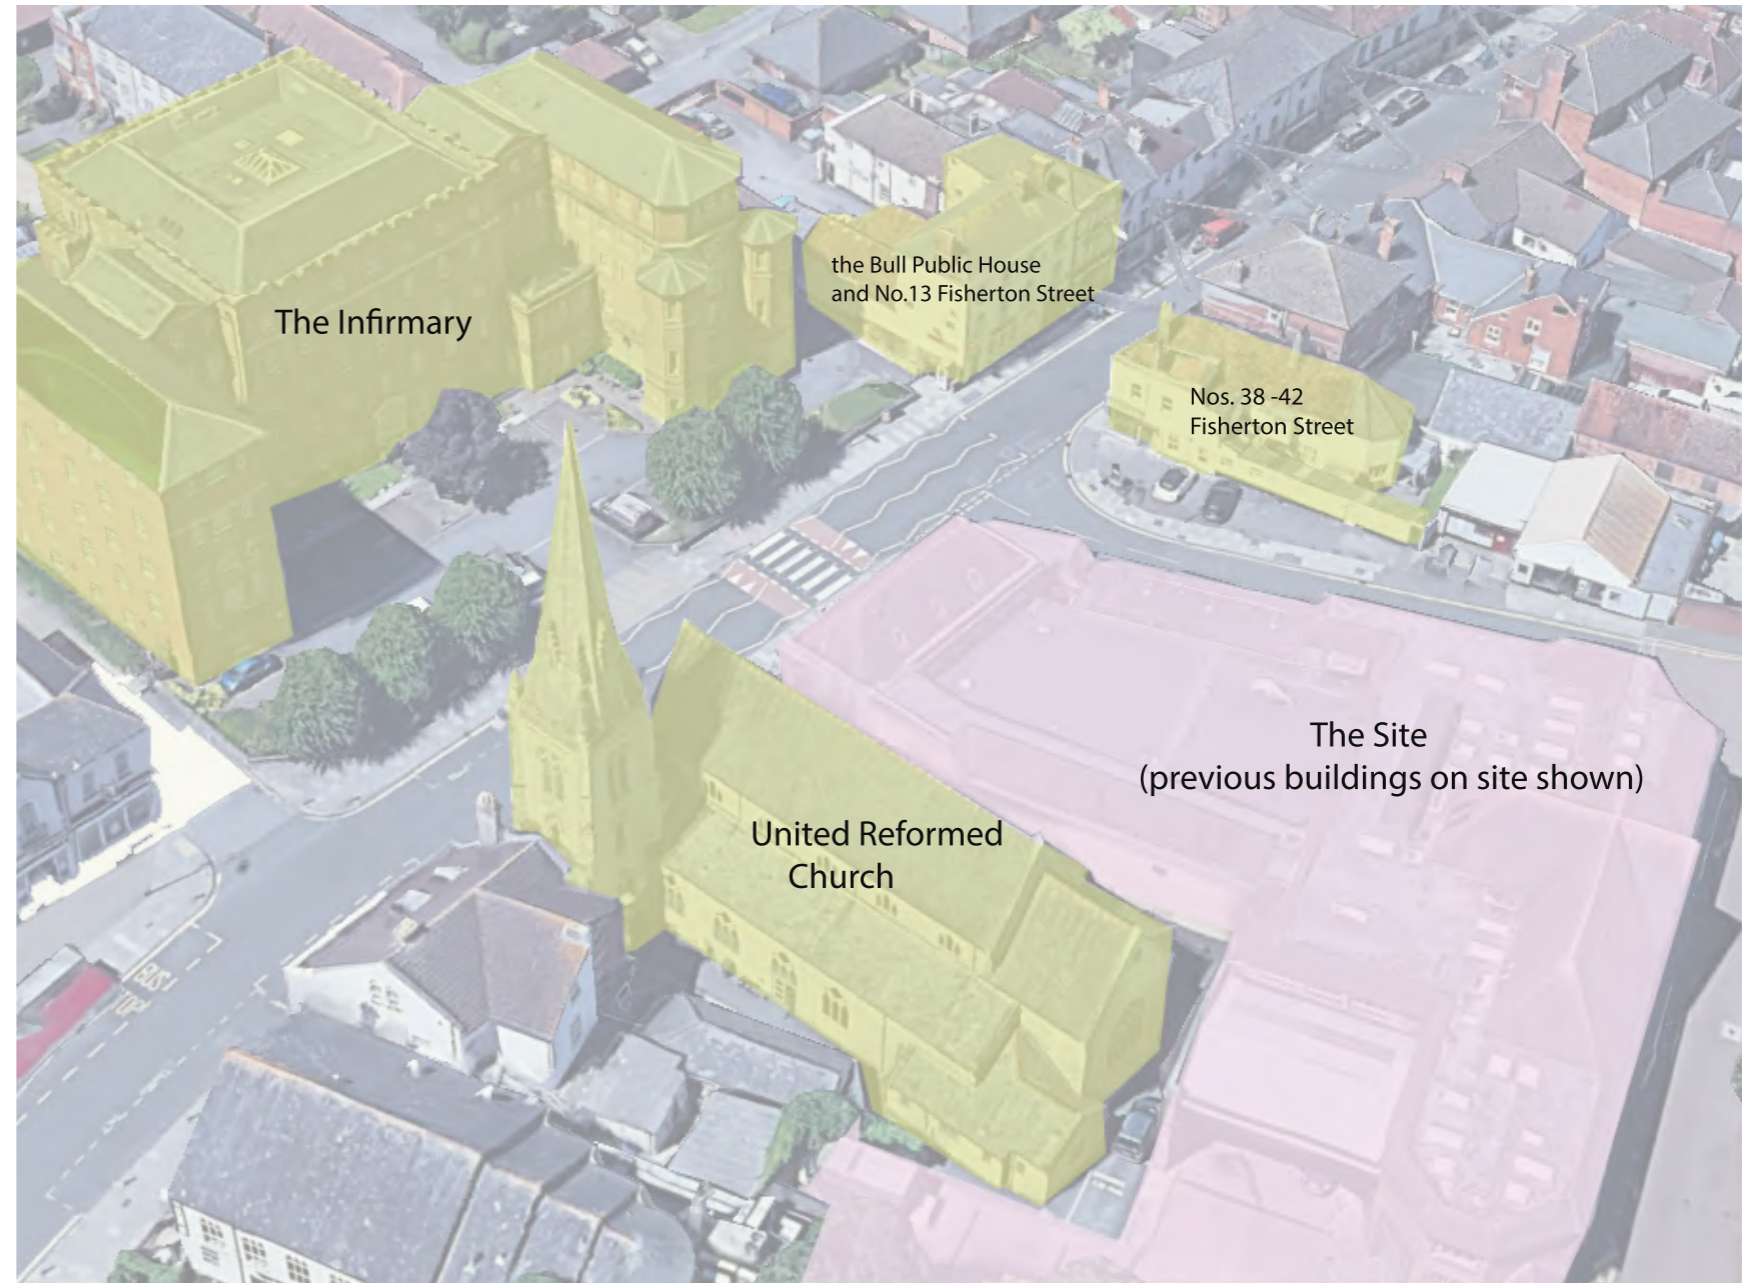 the Bull Public House
and No.13 Fisherton Street
The Infirmary
Nos. 38 -42
Fisherton Street
The Site
(previous buildings on site shown)
United Reformed
Church
BUS